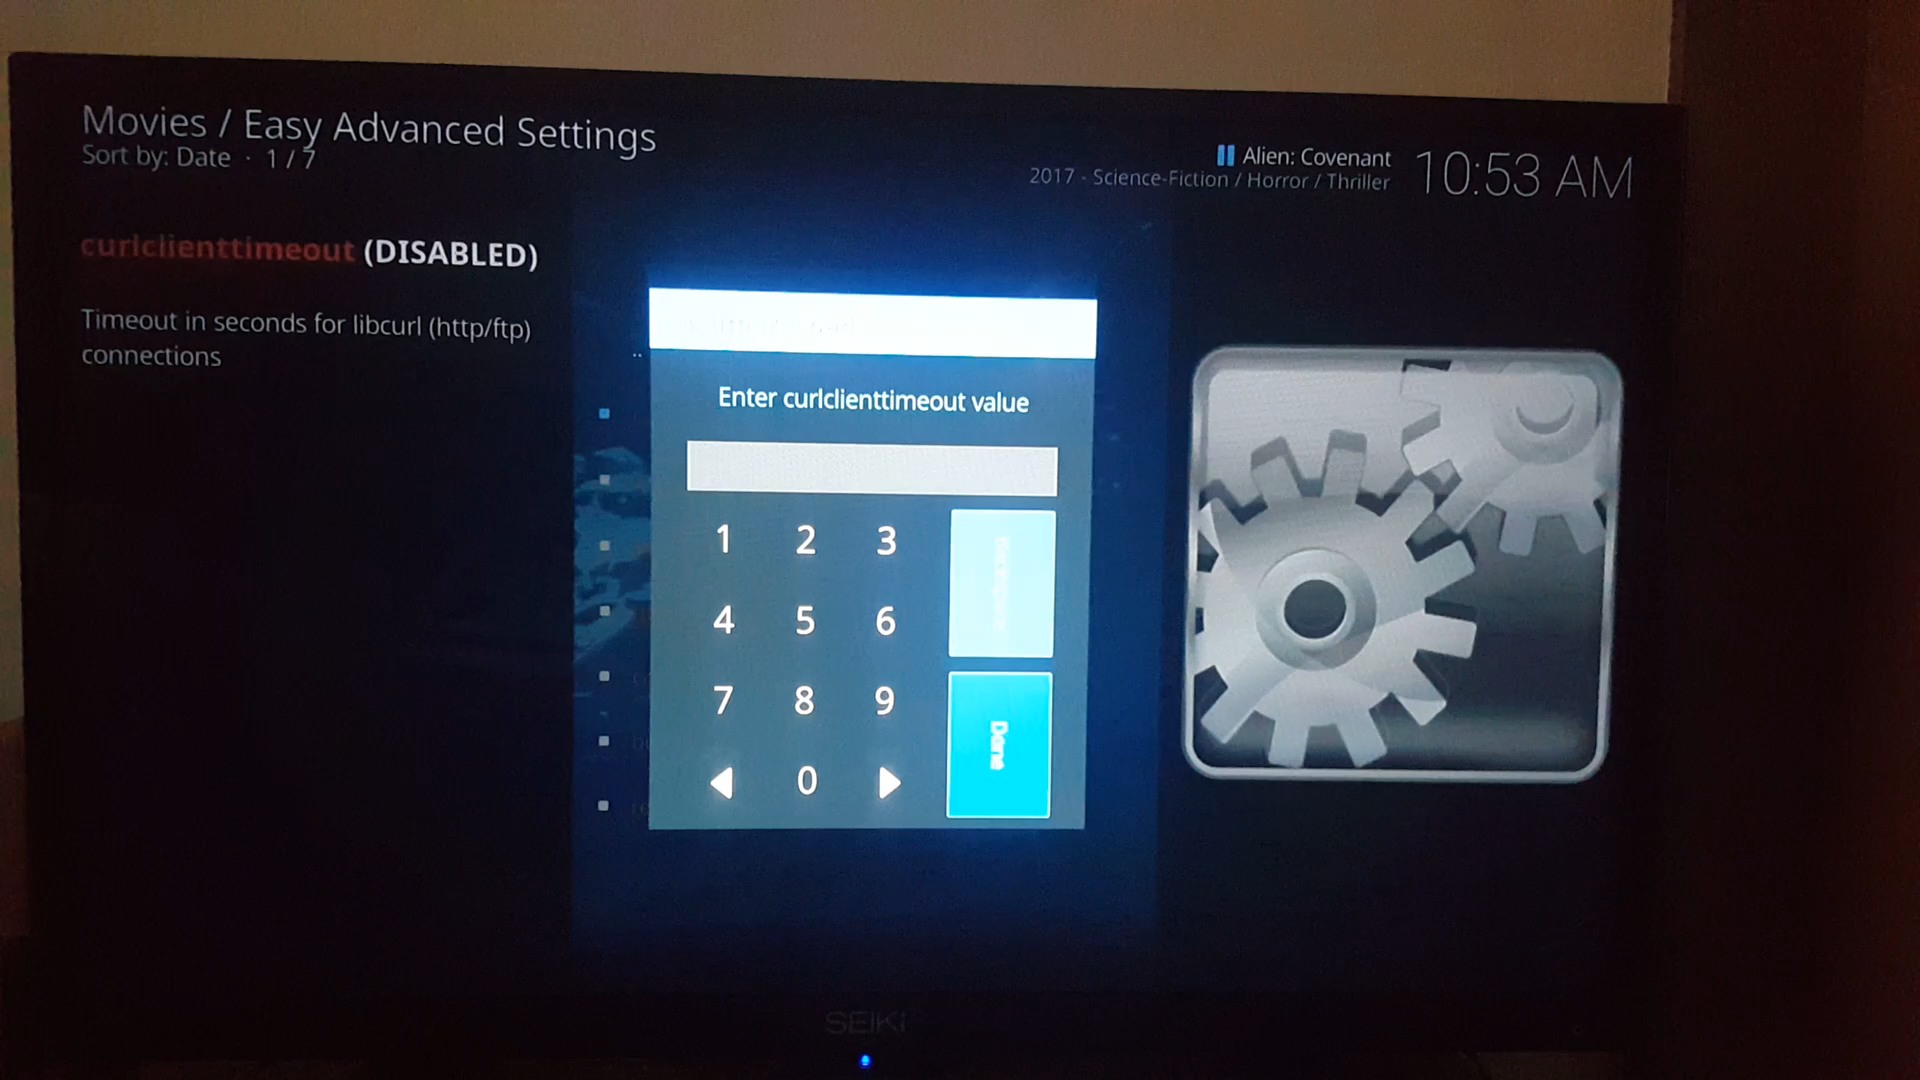 Movies / Easy Advanced Settings
Sort by: Date · 1 / 7
Alien: Covenant
2017 - Science-Fiction / Horror / Thriller
10:53 AM
curlclienttimeout (DISABLED)
Timeout in seconds for libcurl (http/ftp)
connections
..
Enter curlclienttimeout value
1 2 3
4 5 6
7 8 9
0
Done
SEIKI